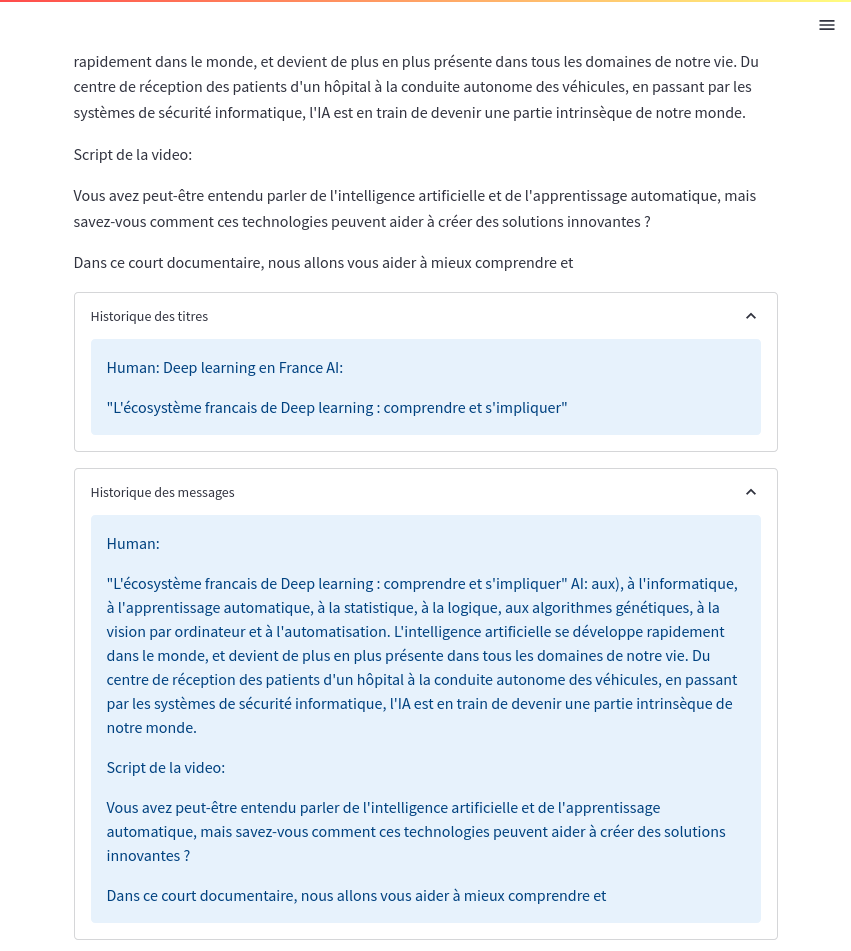 rapidement dans le monde, et devient de plus en plus présente dans tous les domaines de notre vie. Du
centre de réception des patients d'un hôpital à la conduite autonome des véhicules, en passant par les
systèmes de sécurité informatique, l'IA est en train de devenir une partie intrinsèque de notre monde.
Script de la video:
Vous avez peut-être entendu parler de l'intelligence artificielle et de l'apprentissage automatique, mais
savez-vous comment ces technologies peuvent aider à créer des solutions innovantes ?
Dans ce court documentaire, nous allons vous aider à mieux comprendre et
Historique des titres
Human: Deep learning en France AI:
"L'écosystème francais de Deep learning : comprendre et s'impliquer"
Historique des messages
Human:
"L'écosystème francais de Deep learning : comprendre et s'impliquer" AI: aux), à l'informatique,
à l'apprentissage automatique, à la statistique, à la logique, aux algorithmes génétiques, à la
vision par ordinateur et à l'automatisation. L'intelligence artificielle se développe rapidement
dans le monde, et devient de plus en plus présente dans tous les domaines de notre vie. Du
centre de réception des patients d'un hôpital à la conduite autonome des véhicules, en passant
par les systèmes de sécurité informatique, l'IA est en train de devenir une partie intrinsèque de
notre monde.
Script de la video:
Vous avez peut-être entendu parler de l'intelligence artificielle et de l'apprentissage
automatique, mais savez-vous comment ces technologies peuvent aider à créer des solutions
innovantes ?
Dans ce court documentaire, nous allons vous aider à mieux comprendre et